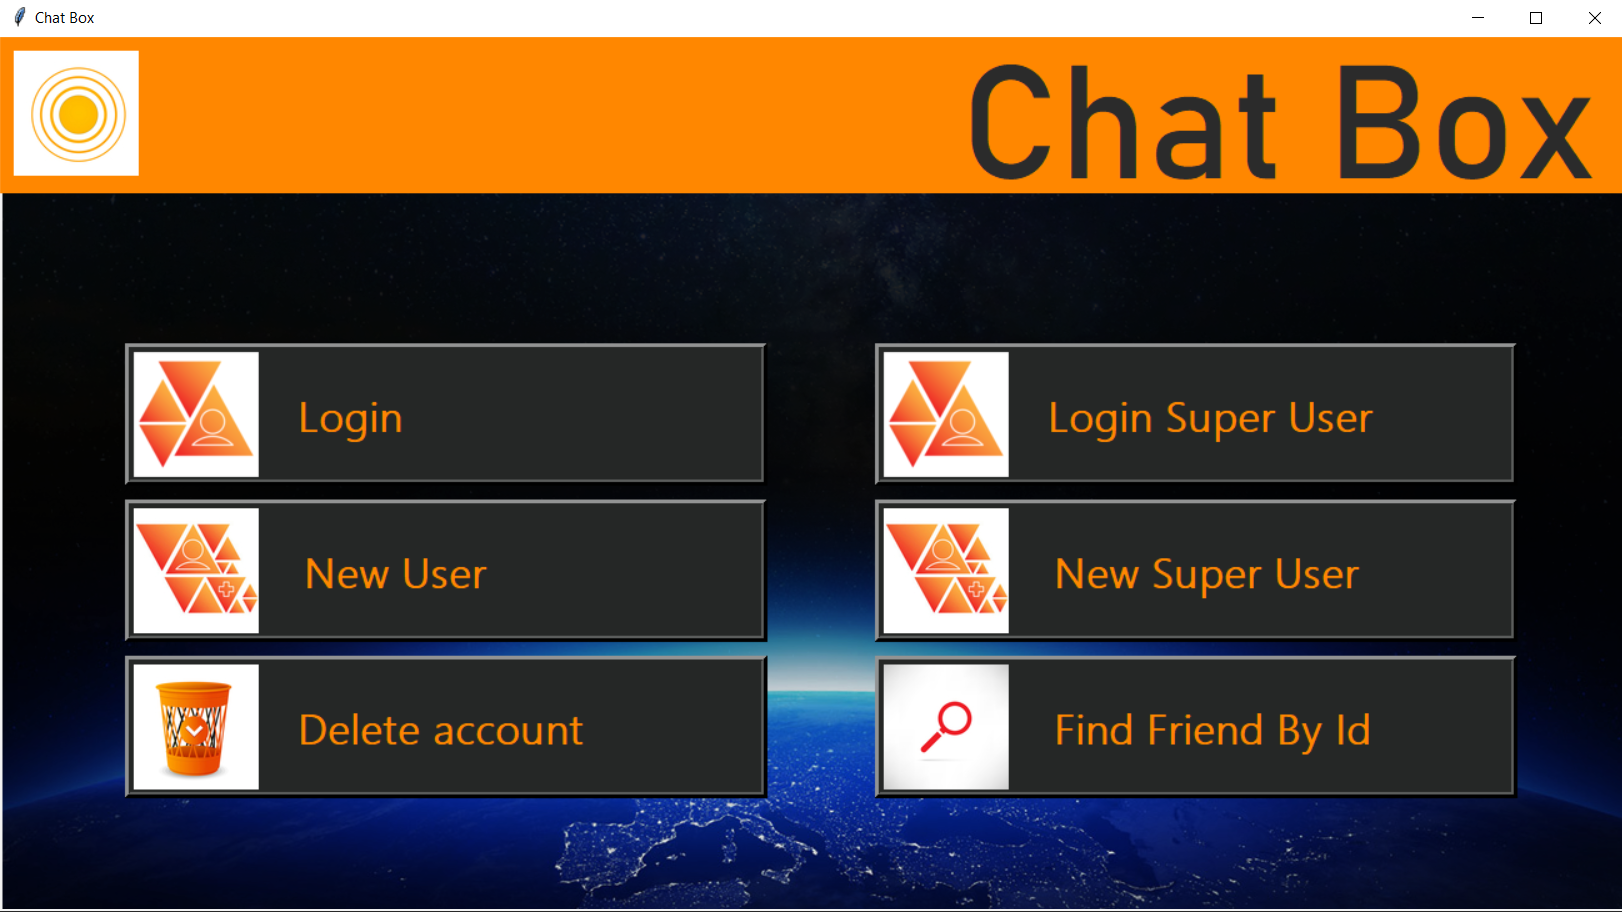 Chat Box
Chat Box
Login
Login Super User
New User
New Super User
Delete account
Find Friend By Id